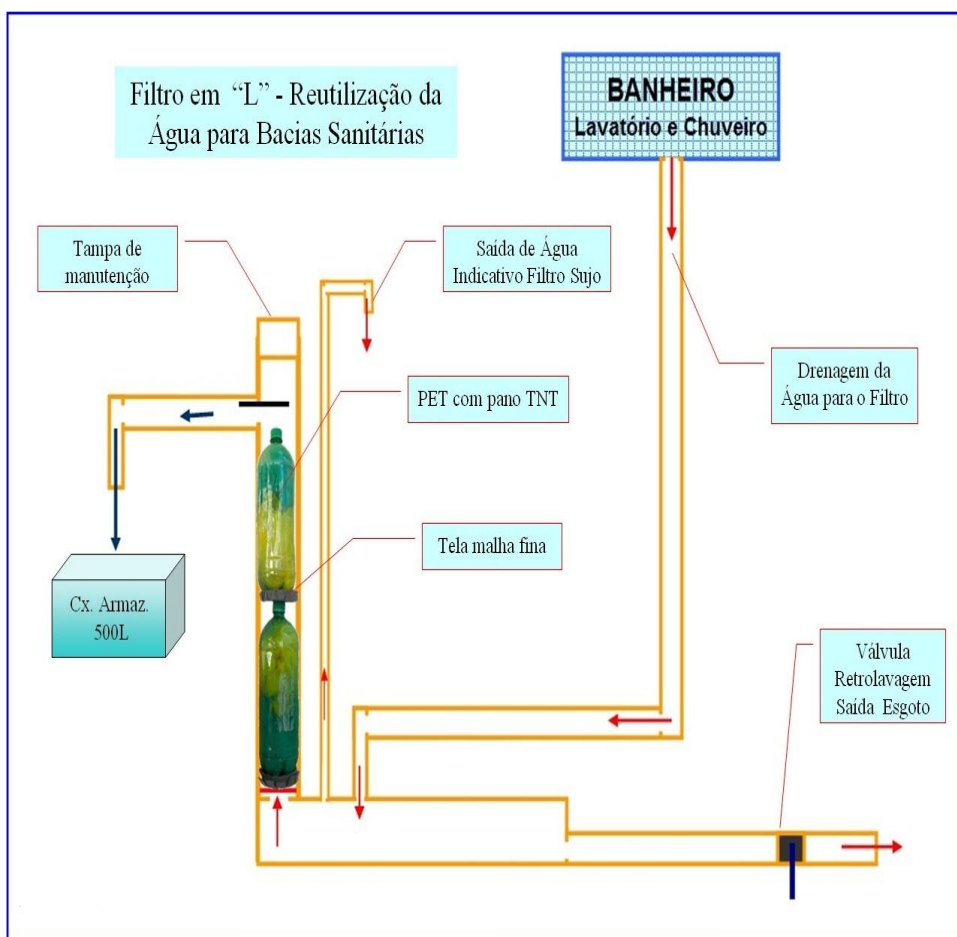 Filtro em “L” - Reutilização da
Água para Bacias Sanitárias
BANHEIRO
Lavatório e Chuveiro
Tampa de
manutenção
Saída de Água
Indicativo Filtro Sujo
Drenagem da
Água para o Filtro
PET com pano TNT
Tela malha fina
Cx. Armaz.
500L
Válvula
Retrolavagem
Saída Esgoto